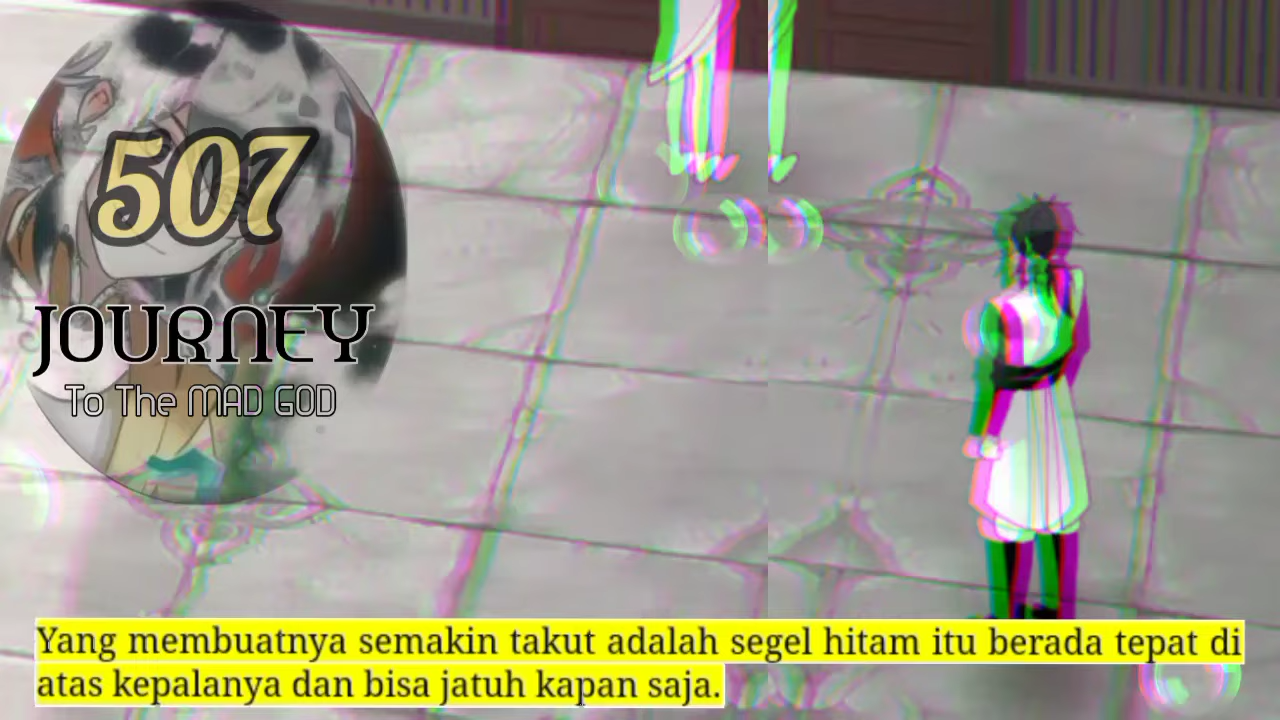 507
JOURNEY
To The MAD GOD
Yang membuatnya semakin takut adalah segel hitam itu berada tepat di
atas kepalanya dan bisa jatuh kapan saja.